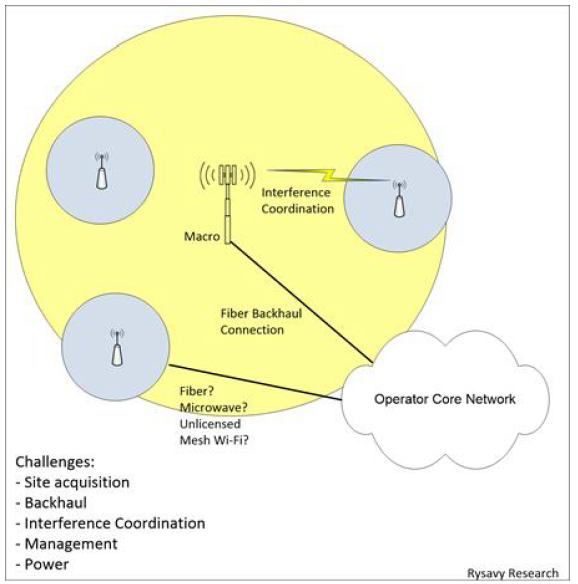 Interference
Coordination
Macro
Fiber Backhaul
Connection
Operator Core Network
Fiber?
Microwave?
Unlicensed
Mesh Wi-Fi?
Challenges:
- Site acquisition
- Backhaul
- Interference Coordination
- Management
- Power
Rysavy Research